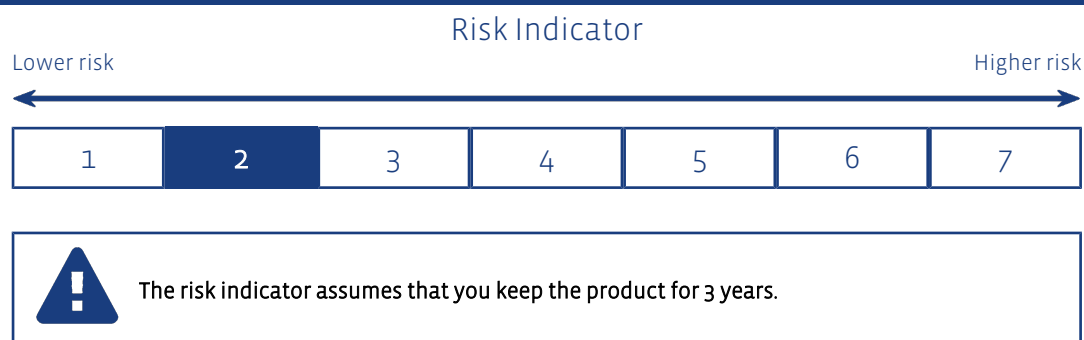 Risk Indicator
Lower risk Higher risk
1 2 3 4 5 6 7
The risk indicator assumes that you keep the product for 3 years.